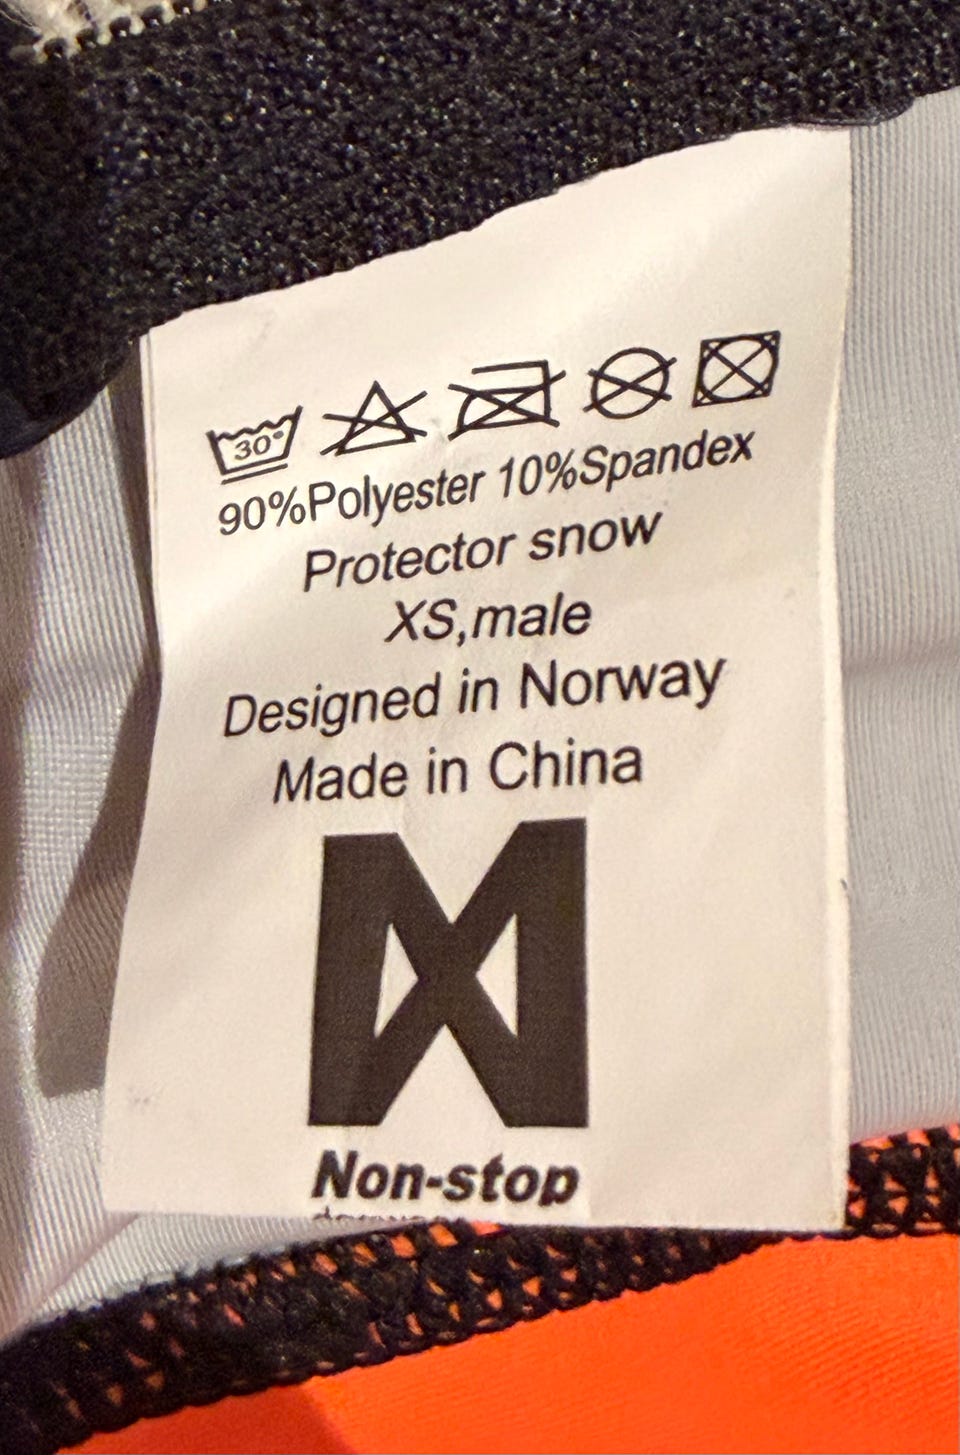 30°
90%Polyester 10%Spandex
Protector snow
XS,male
Designed in Norway
Made in China
Non-stop